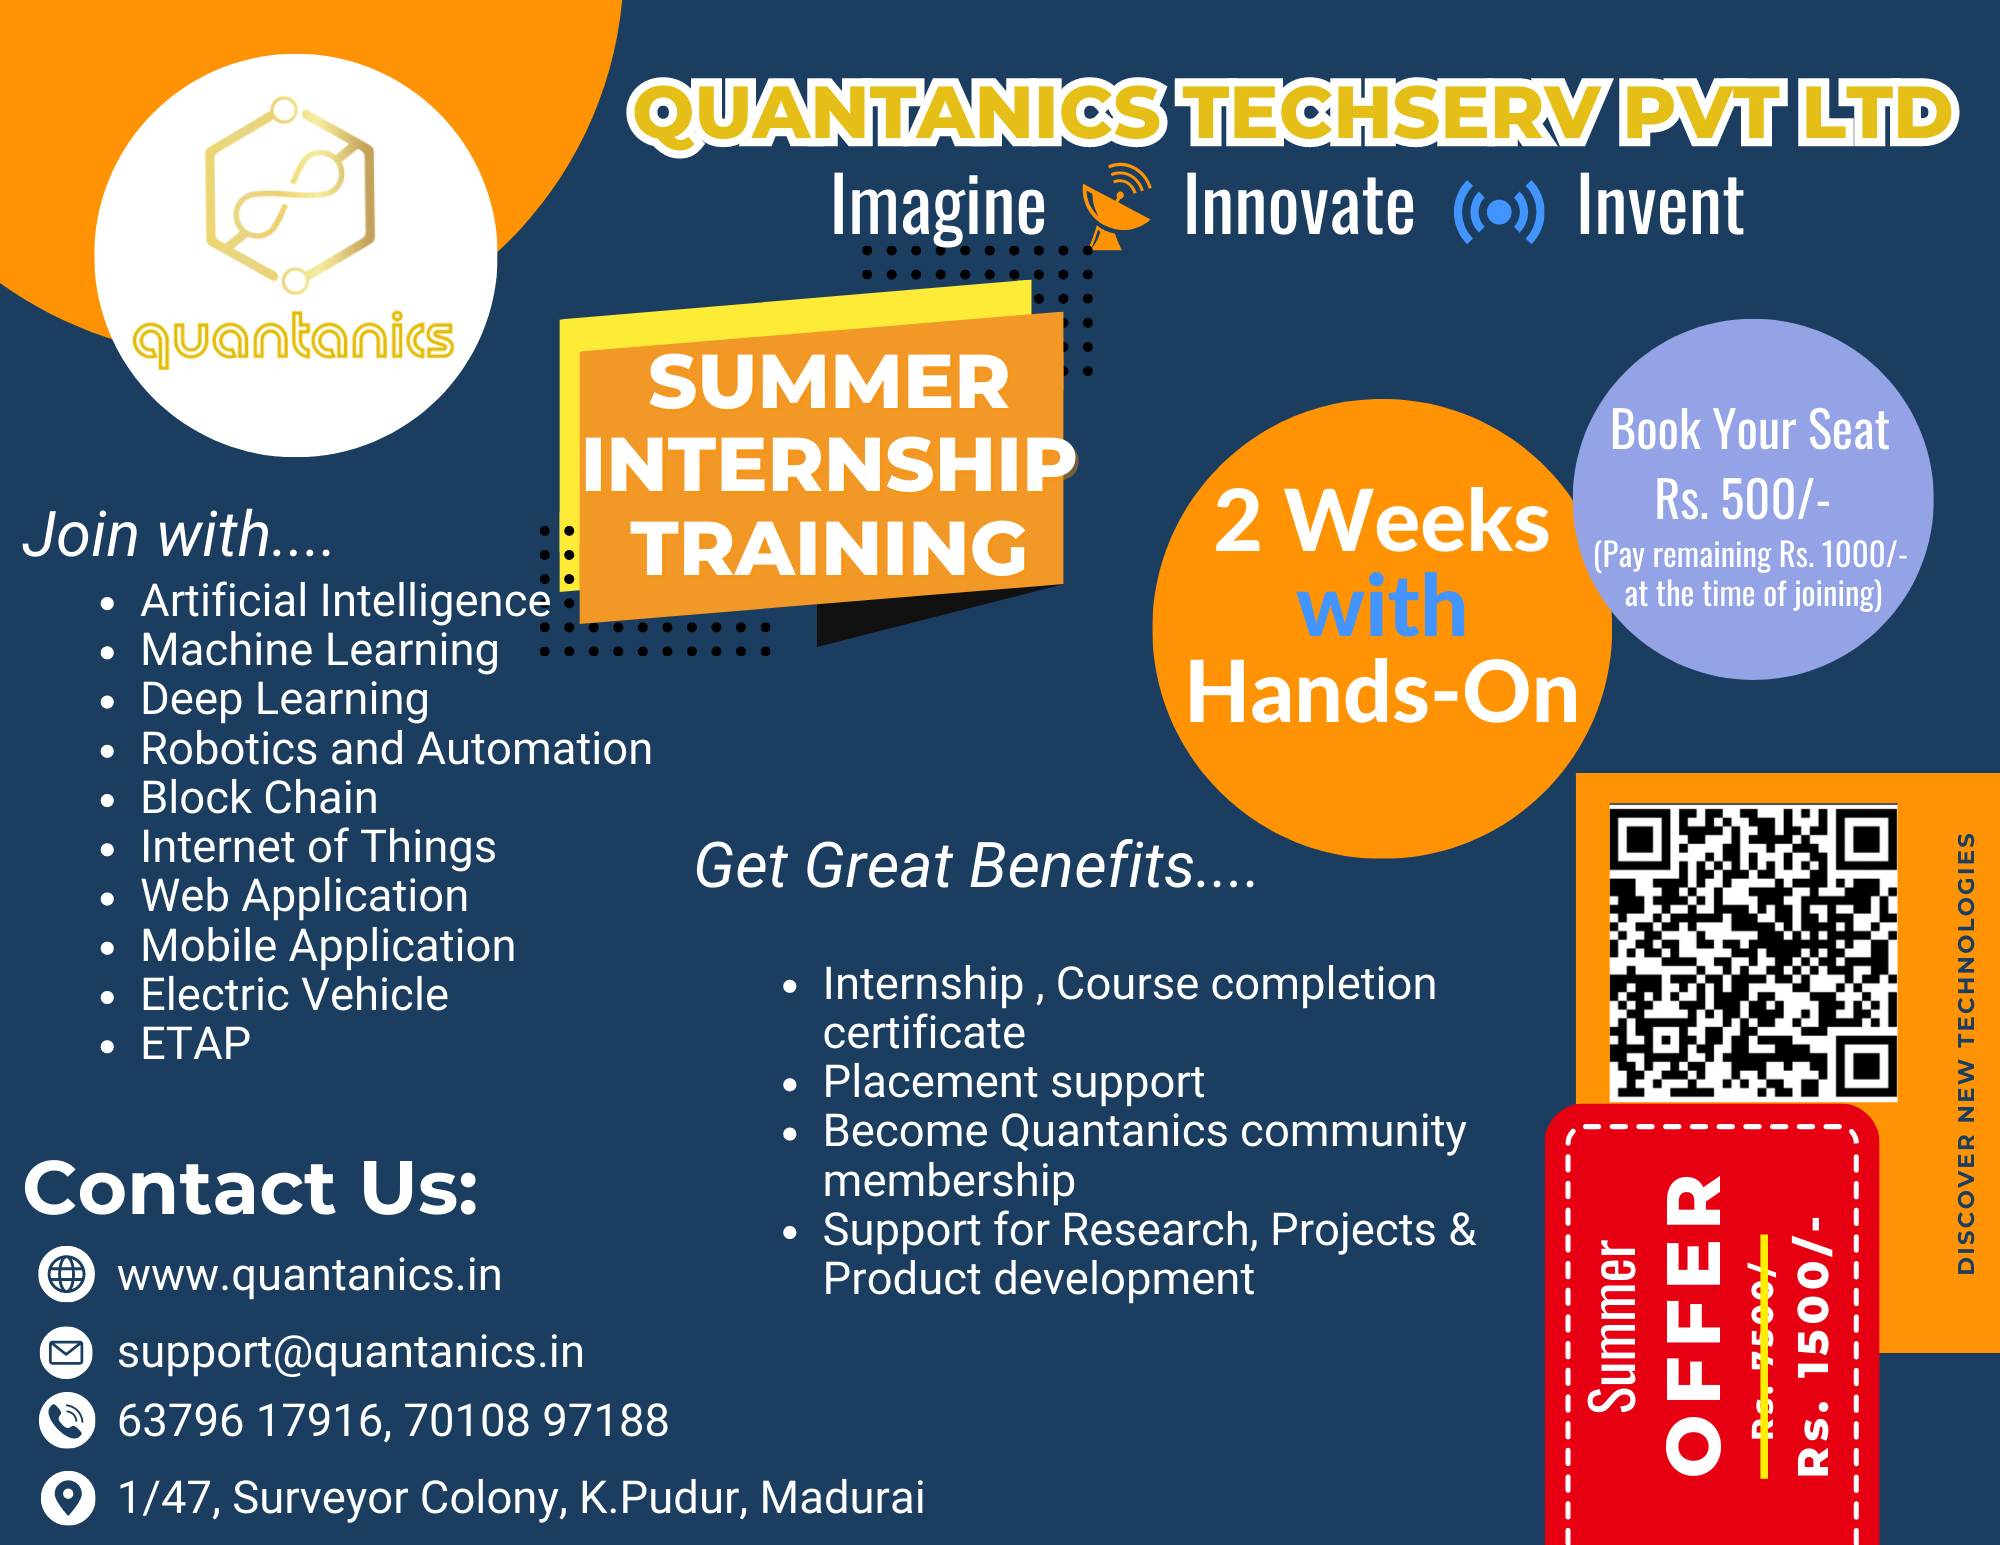 quantanics
QUANTANICS TECHSERV PVT LTD
Imagine Innovate Invent
SUMMER
INTERNSHIP
TRAINING
2 Weeks
with
Hands-On
Book Your Seat
Rs. 500/-
(Pay remaining Rs. 1000/-
at the time of joining)
Join with....
• Artificial Intelligence
• Machine Learning
• Deep Learning
• Robotics and Automation
• Block Chain
• Internet of Things
• Web Application
• Mobile Application
• Electric Vehicle
• ETAP
Get Great Benefits....
• Internship , Course completion
certificate
• Placement support
• Become Quantanics community
membership
• Support for Research, Projects &
Product development
DISCOVER NEW TECHNOLOGIES
Summer
OFFER
Rs. 7500/-
Rs. 1500/-
Contact Us:
www.quantanics.in
support@quantanics.in
63796 17916, 70108 97188
1/47, Surveyor Colony, K.Pudur, Madurai